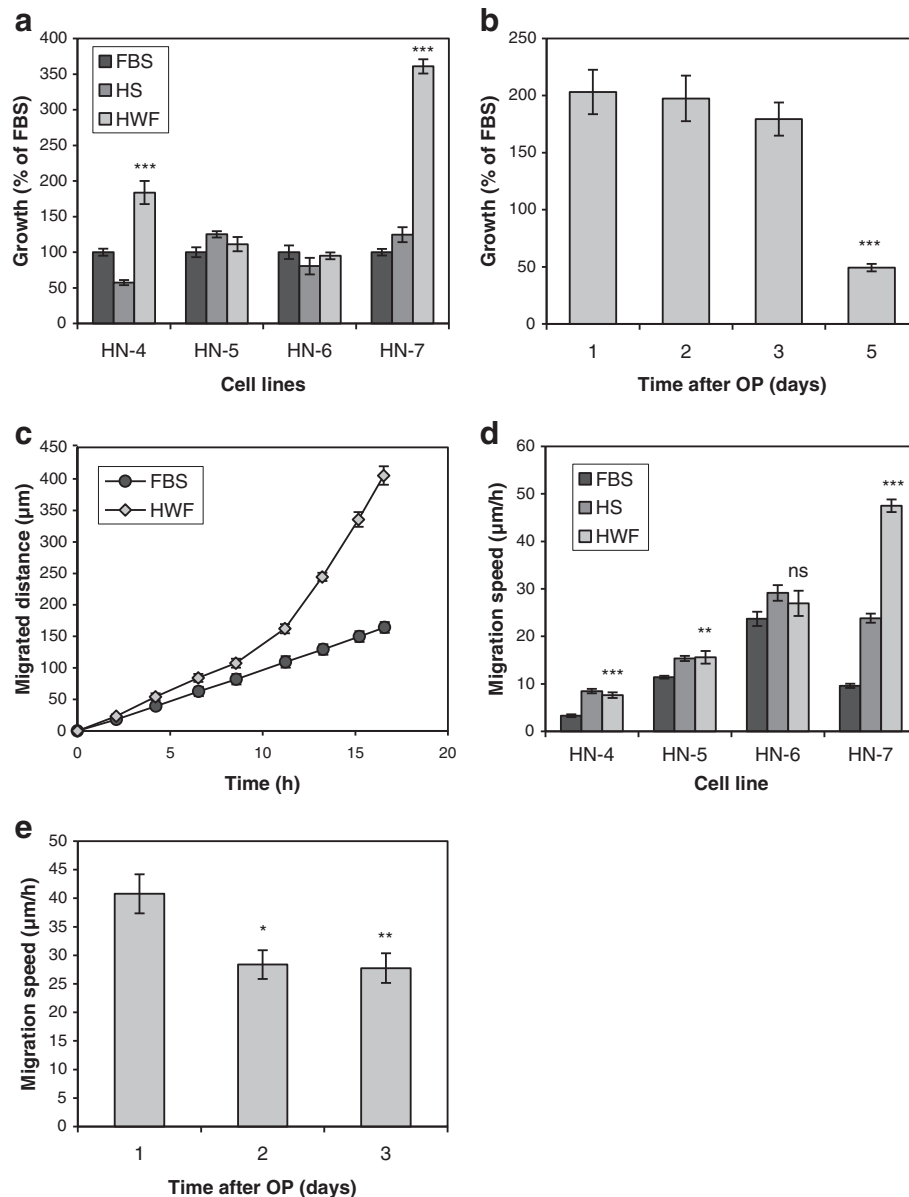 a
400
350
300
250
200
150
100
50
0
Growth (% of FBS)
FBS
HS
HWF
***
***
HN-4 HN-5 HN-6 HN-7
Cell lines
b
250
200
150
100
50
0
Growth (% of FBS)
***
1 2 3 5
Time after OP (days)
c
450
400
350
300
250
200
150
100
50
0
Migrated distance (µm)
FBS
HWF
0 5 10 15 20
Time (h)
d
60
50
40
30
20
10
0
Migration speed (µm/h)
FBS
HS
HWF
***
**
ns
***
HN-4 HN-5 HN-6 HN-7
Cell line
e
50
45
40
35
30
25
20
15
10
5
0
Migration speed (µm/h)
*
**
1 2 3
Time after OP (days)